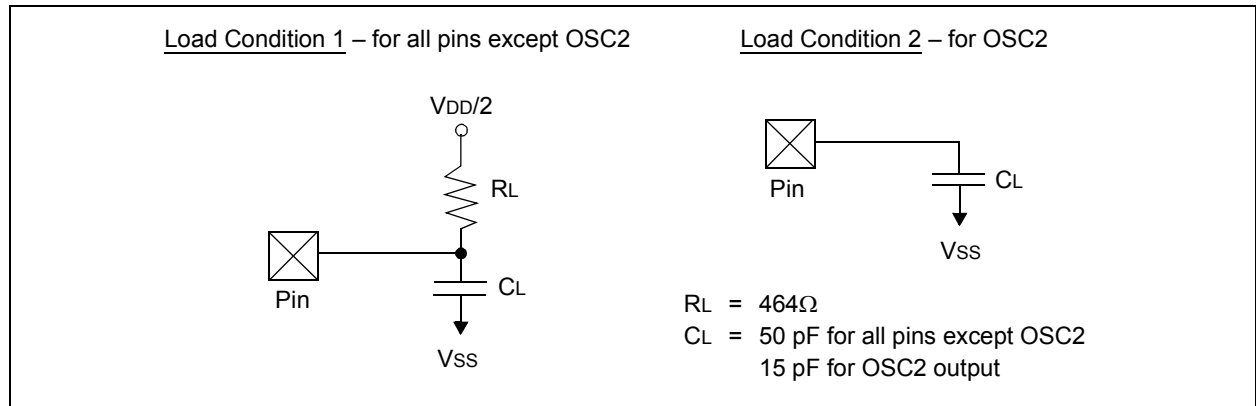 Load Condition 1 – for all pins except OSC2
VDD/2
RL
Pin
CL
VSS
Load Condition 2 – for OSC2
Pin
CL
VSS
RL = 464Ω
CL = 50 pF for all pins except OSC2
15 pF for OSC2 output